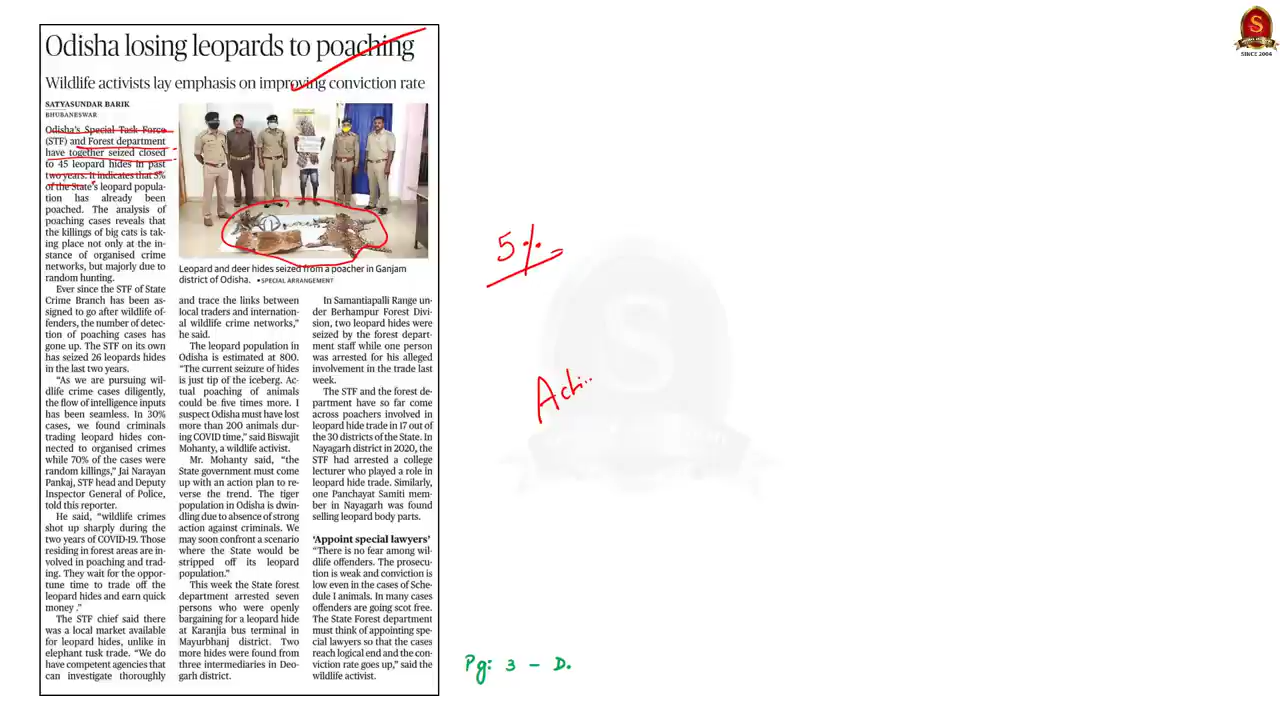 Odisha losing leopards to poaching
Wildlife activists lay emphasis on improving conviction rate
SATYASUNDAR BARIK
BHUBANESWAR
Odisha's Special Task Force
(STF) and Forest department
have together seized closed
to 45 leopard hides in past
two years. It indicates that 5%
of the State's leopard popula-
tion has already been
poached. The analysis of
poaching cases reveals that
the killings of big cats is tak-
ing place not only at the in-
stance of organised crime
networks, but majorly due to
random hunting.
Ever since the STF of State
Crime Branch has been as-
signed to go after wildlife of-
fenders, the number of detec-
tion of poaching cases has
gone up. The STF on its own
has seized 26 leopards hides
in the last two years.
"As we are pursuing wil-
dlife crime cases diligently,
the flow of intelligence inputs
has been seamless. In 30%
cases, we found criminals
trading leopard hides con-
nected to organised crimes
while 70% of the cases were
random killings," Jai Narayan
Pankaj, STF head and Deputy
Inspector General of Police,
told this reporter.
He said, "wildlife crimes
shot up sharply during the
two years of COVID-19. Those
residing in forest areas are in-
volved in poaching and trad-
ing. They wait for the oppor-
tune time to trade off the
leopard hides and earn quick
money ."
The STF chief said there
was a local market available
for leopard hides, unlike in
elephant tusk trade. "We do
have competent agencies that
can investigate thoroughly
Leopard and deer hides seized from a poacher in Ganjam
district of Odisha. ▪SPECIAL ARRANGEMENT
and trace the links between
local traders and internation-
al wildlife crime networks,"
he said.
The leopard population in
Odisha is estimated at 800.
"The current seizure of hides
is just tip of the iceberg. Ac-
tual poaching of animals
could be five times more. I
suspect Odisha must have lost
more than 200 animals dur-
ing COVID time," said Biswajit
Mohanty, a wildlife activist.
Mr. Mohanty said, "the
State government must come
up with an action plan to re-
verse the trend. The tiger
population in Odisha is dwin-
dling due to absence of strong
action against criminals. We
may soon confront a scenario
where the State would be
stripped off its leopard
population."
This week the State forest
department arrested seven
persons who were openly
bargaining for a leopard hide
at Karanjia bus terminal in
Mayurbhanj district. Two
more hides were found from
three intermediaries in Deo-
garh district.
In Samantiapalli Range un-
der Berhampur Forest Divi-
sion, two leopard hides were
seized by the forest depart-
ment staff while one person
was arrested for his alleged
involvement in the trade last
week.
The STF and the forest de-
partment have so far come
across poachers involved in
leopard hide trade in 17 out of
the 30 districts of the State. In
Nayagarh district in 2020, the
STF had arrested a college
lecturer who played a role in
leopard hide trade. Similarly,
one Panchayat Samiti mem-
ber in Nayagarh was found
selling leopard body parts.
'Appoint special lawyers'
"There is no fear among wil-
dlife offenders. The prosecu-
tion is weak and conviction is
low even in the cases of Sche-
dule I animals. In many cases
offenders are going scot free.
The State Forest department
must think of appointing spe-
cial lawyers so that the cases
reach logical end and the con-
viction rate goes up," said the
wildlife activist.
5%
Acti
Pg: 3 - D.
S
SINCE 2004